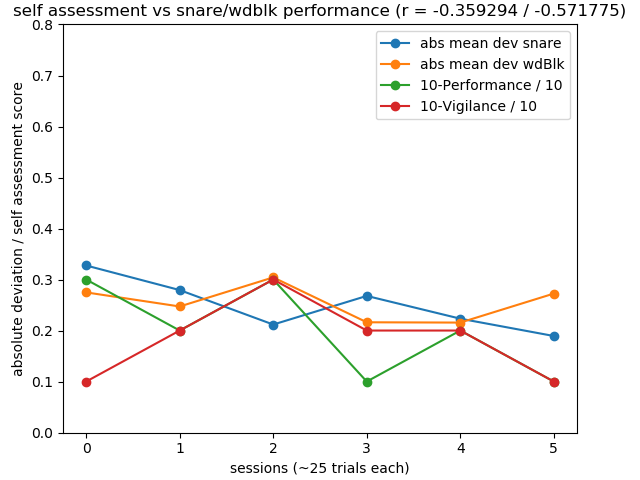 self assessment vs snare/wdblk performance (r = -0.359294 / -0.571775)
abs mean dev snare
abs mean dev wdBlk
10-Performance / 10
10-Vigilance / 10
absolute deviation / self assessment score
0.8
0.7
0.6
0.5
0.4
0.3
0.2
0.1
0.0
0 1 2 3 4 5
sessions (~25 trials each)